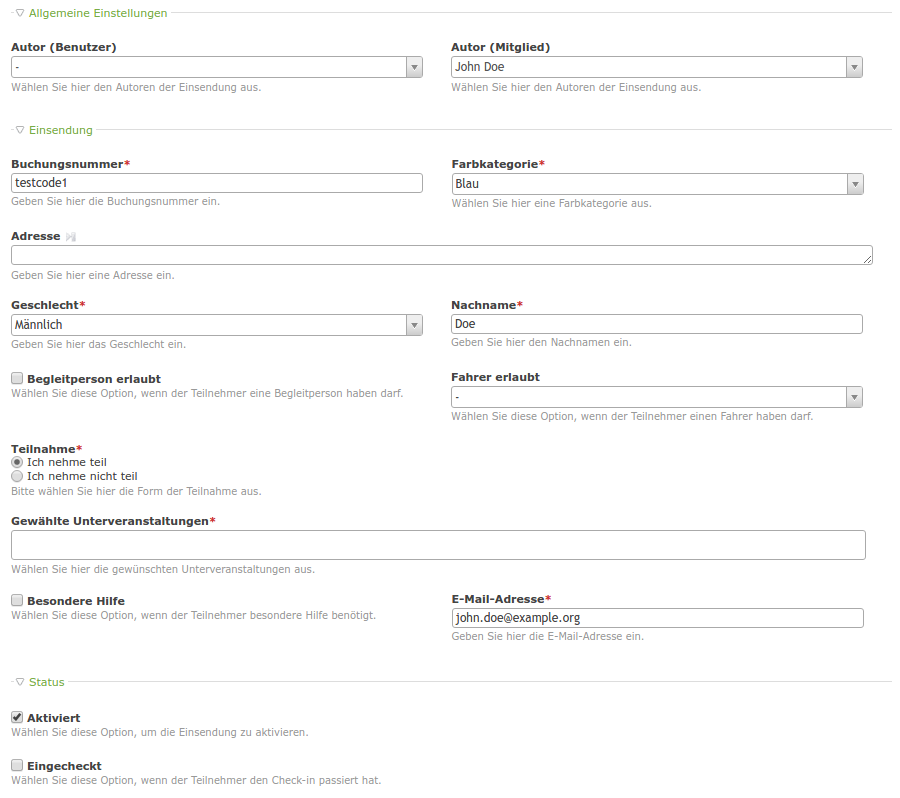 Allgemeine Einstellungen
Autor (Benutzer)
-
Wählen Sie hier den Autoren der Einsendung aus.
Autor (Mitglied)
John Doe
Wählen Sie hier den Autoren der Einsendung aus.
Einsendung
Buchungsnummer*
testcode1
Geben Sie hier die Buchungsnummer ein.
Farbkategorie*
Blau
Wählen Sie hier eine Farbkategorie aus.
Adresse
Geben Sie hier eine Adresse ein.
Geschlecht*
Männlich
Geben Sie hier das Geschlecht ein.
Nachname*
Doe
Geben Sie hier den Nachnamen ein.
Begleitperson erlaubt
Wählen Sie diese Option, wenn der Teilnehmer eine Begleitperson haben darf.
Fahrer erlaubt
-
Wählen Sie diese Option, wenn der Teilnehmer einen Fahrer haben darf.
Teilnahme*
Ich nehme teil
Ich nehme nicht teil
Bitte wählen Sie hier die Form der Teilnahme aus.
Gewählte Unterveranstaltungen*
Wählen Sie hier die gewünschten Unterveranstaltungen aus.
Besondere Hilfe
Wählen Sie diese Option, wenn der Teilnehmer besondere Hilfe benötigt.
E-Mail-Adresse*
john.doe@example.org
Geben Sie hier die E-Mail-Adresse ein.
Status
Aktiviert
Wählen Sie diese Option, um die Einsendung zu aktivieren.
Eingecheckt
Wählen Sie diese Option, wenn der Teilnehmer den Check-in passiert hat.